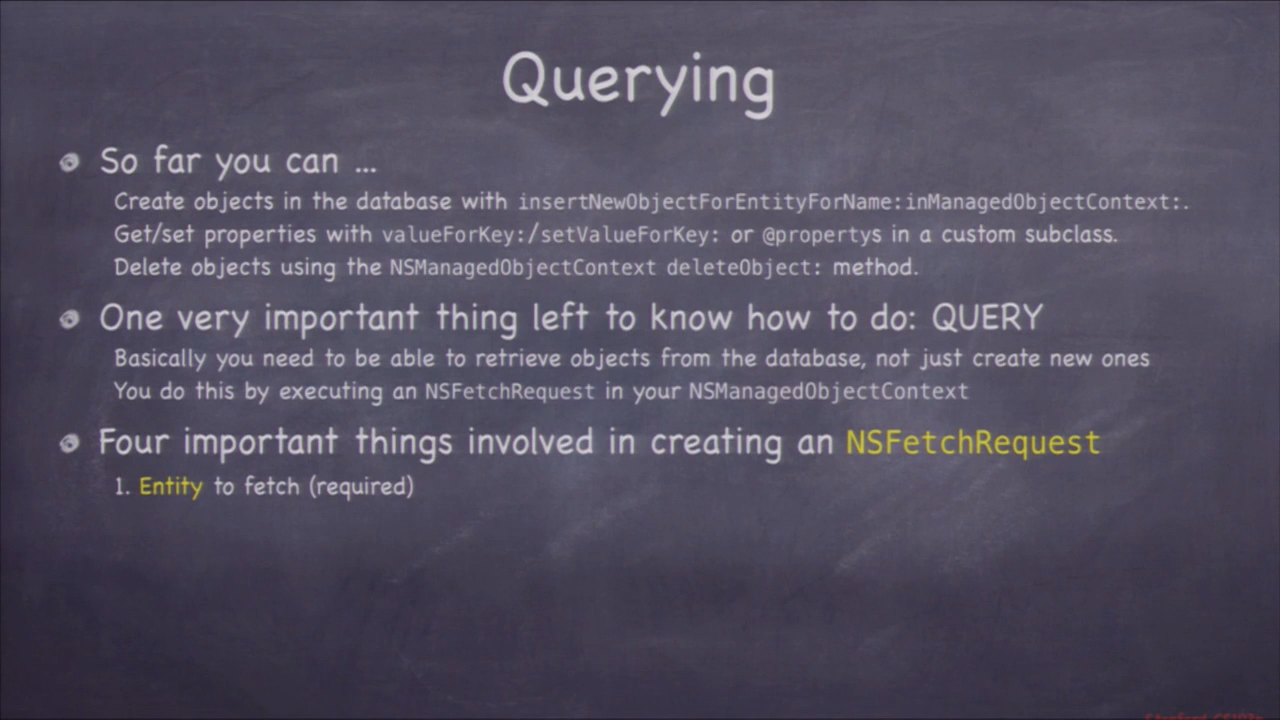 Querying
So far you can ...
Create objects in the database with insertNewObjectForEntityForName:inManagedObjectContext:.
Get/set properties with valueForKey:/setValueForKey: or @propertys in a custom subclass.
Delete objects using the NSManagedObjectContext deleteObject: method.
One very important thing left to know how to do: QUERY
Basically you need to be able to retrieve objects from the database, not just create new ones
You do this by executing an NSFetchRequest in your NSManagedObjectContext
Four important things involved in creating an NSFetchRequest
1. Entity to fetch (required)